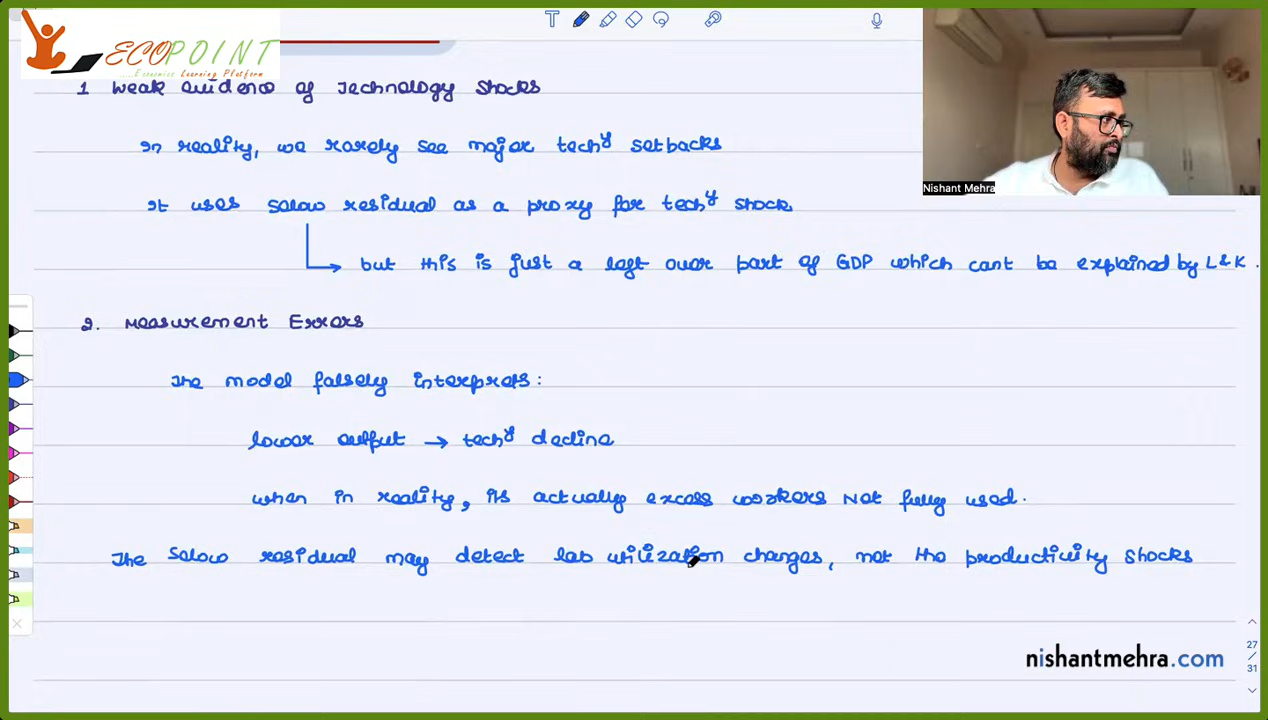 ECOPOINT
.....Economics Learning Platform
1 Weak evidence of Technology Shocks
In reality, we rarely see major techy setbacks
It uses Solow residual as a proxy for techy shock
but this is just a left over part of GDP which cant be explained by L & K.
2. Measurement Errors
The model falsely interprets:
lower output → techy decline
when in reality, its actually excess workers Not fully used.
The Solow residual may detect lab utilization changes, not the productivity shocks
Nishant Mehra
nishantmehra.com
27
/
31